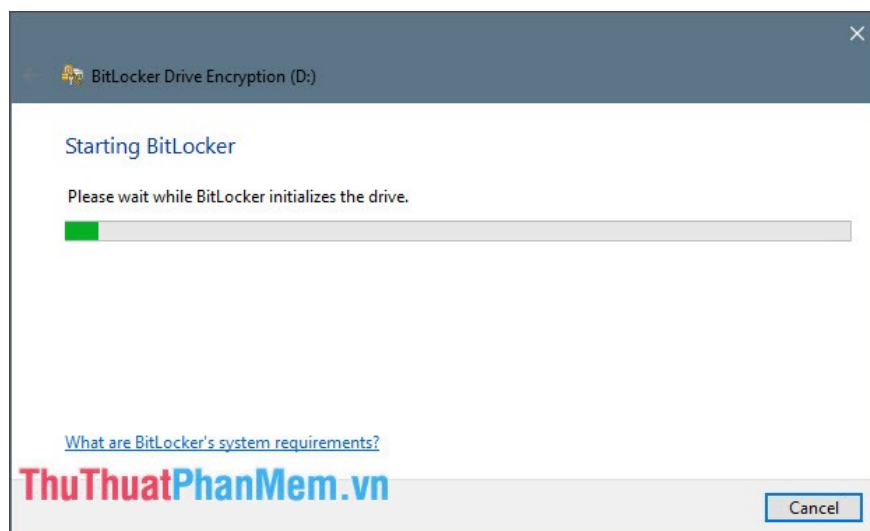 BitLocker Drive Encryption (D:)
Starting BitLocker
Please wait while BitLocker initializes the drive.
What are BitLocker's system requirements?
ThuThuatPhanMem.vn
Cancel